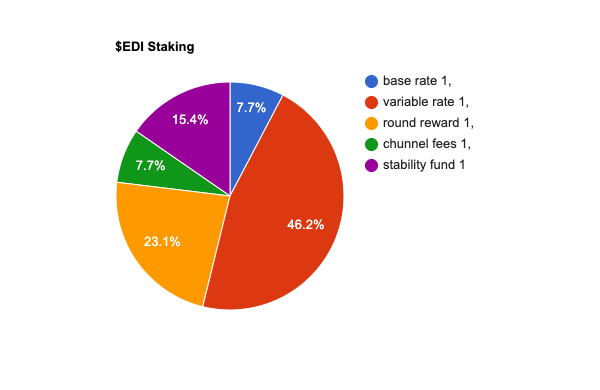 $EDI Staking
base rate 1,
variable rate 1,
round reward 1,
chunnel fees 1,
stability fund 1
7.7%
46.2%
23.1%
7.7%
15.4%